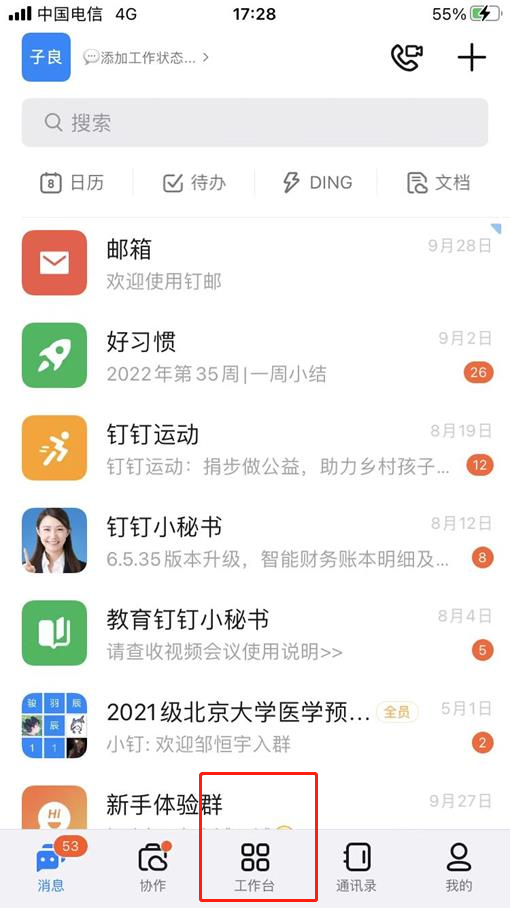 中国电信 4G 17:28 55%
子良 添加工作状态... >
搜索
8 日历 待办 DING 文档
邮箱 9月28日
欢迎使用钉邮
好习惯 9月2日
2022年第35周|一周小结 26
钉钉运动 8月19日
钉钉运动：捐步做公益，助力乡村孩子... 12
钉钉小秘书 8月12日
6.5.35版本升级，智能财务账本明细及... 8
教育钉钉小秘书 8月4日
请查收视频会议使用说明>> 5
骏 羽 辰
2021级北京大学医学预... 全员 5月1日
辰
小钉: 欢迎邹恒宇入群 2
1 1
Hi 新手体验群 9月27日
53
消息 协作 工作台 通讯录 我的